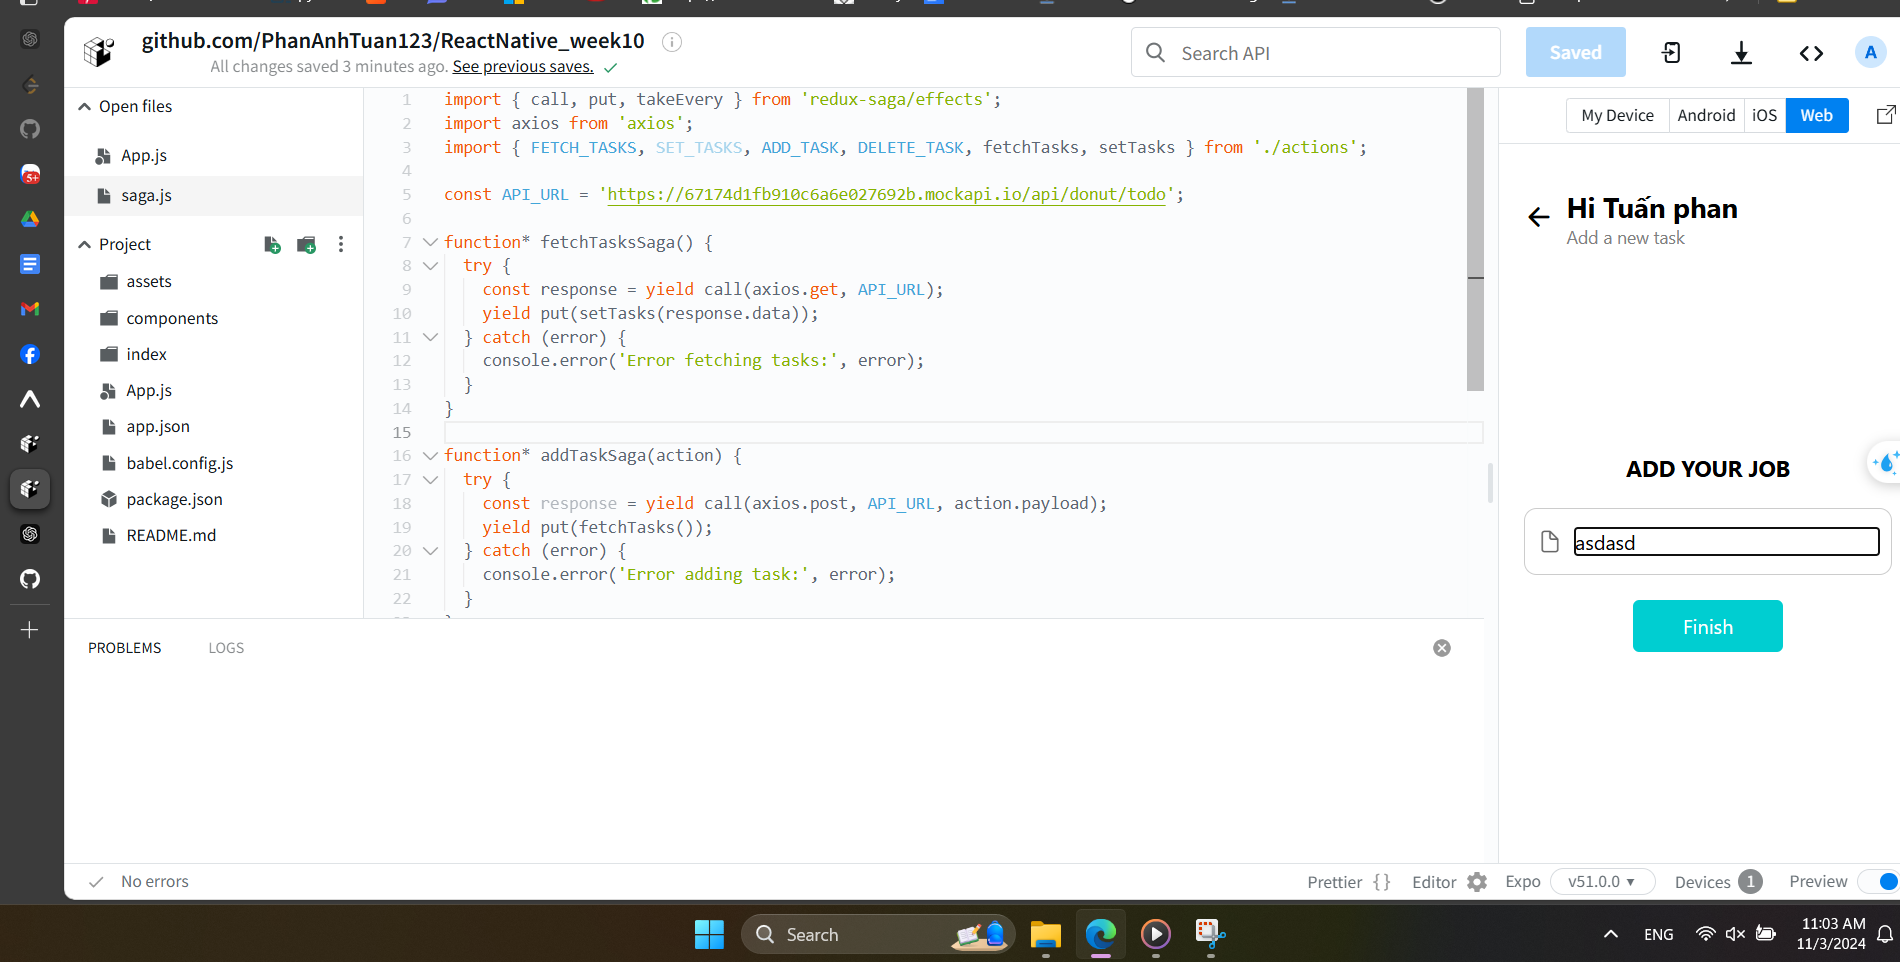 github.com/PhanAnhTuan123/ReactNative_week10
All changes saved 3 minutes ago. See previous saves.
Search API
Saved
A
Open files
App.js
saga.js
Project
assets
components
index
App.js
app.json
babel.config.js
package.json
README.md
1 import { call, put, takeEvery } from 'redux-saga/effects';
2 import axios from 'axios';
3 import { FETCH_TASKS, SET_TASKS, ADD_TASK, DELETE_TASK, fetchTasks, setTasks } from './actions';
4
5 const API_URL = 'https://67174d1fb910c6a6e027692b.mockapi.io/api/donut/todo';
6
7 function* fetchTasksSaga() {
8 try {
9 const response = yield call(axios.get, API_URL);
10 yield put(setTasks(response.data));
11 } catch (error) {
12 console.error('Error fetching tasks:', error);
13 }
14 }
15
16 function* addTaskSaga(action) {
17 try {
18 const response = yield call(axios.post, API_URL, action.payload);
19 yield put(fetchTasks());
20 } catch (error) {
21 console.error('Error adding task:', error);
22 }
My Device Android iOS Web
Hi Tuấn phan
Add a new task
ADD YOUR JOB
asdasd
Finish
PROBLEMS LOGS
No errors
Prettier { } Editor Expo v51.0.0 Devices 1 Preview
Search
ENG
11:03 AM
11/3/2024
5+